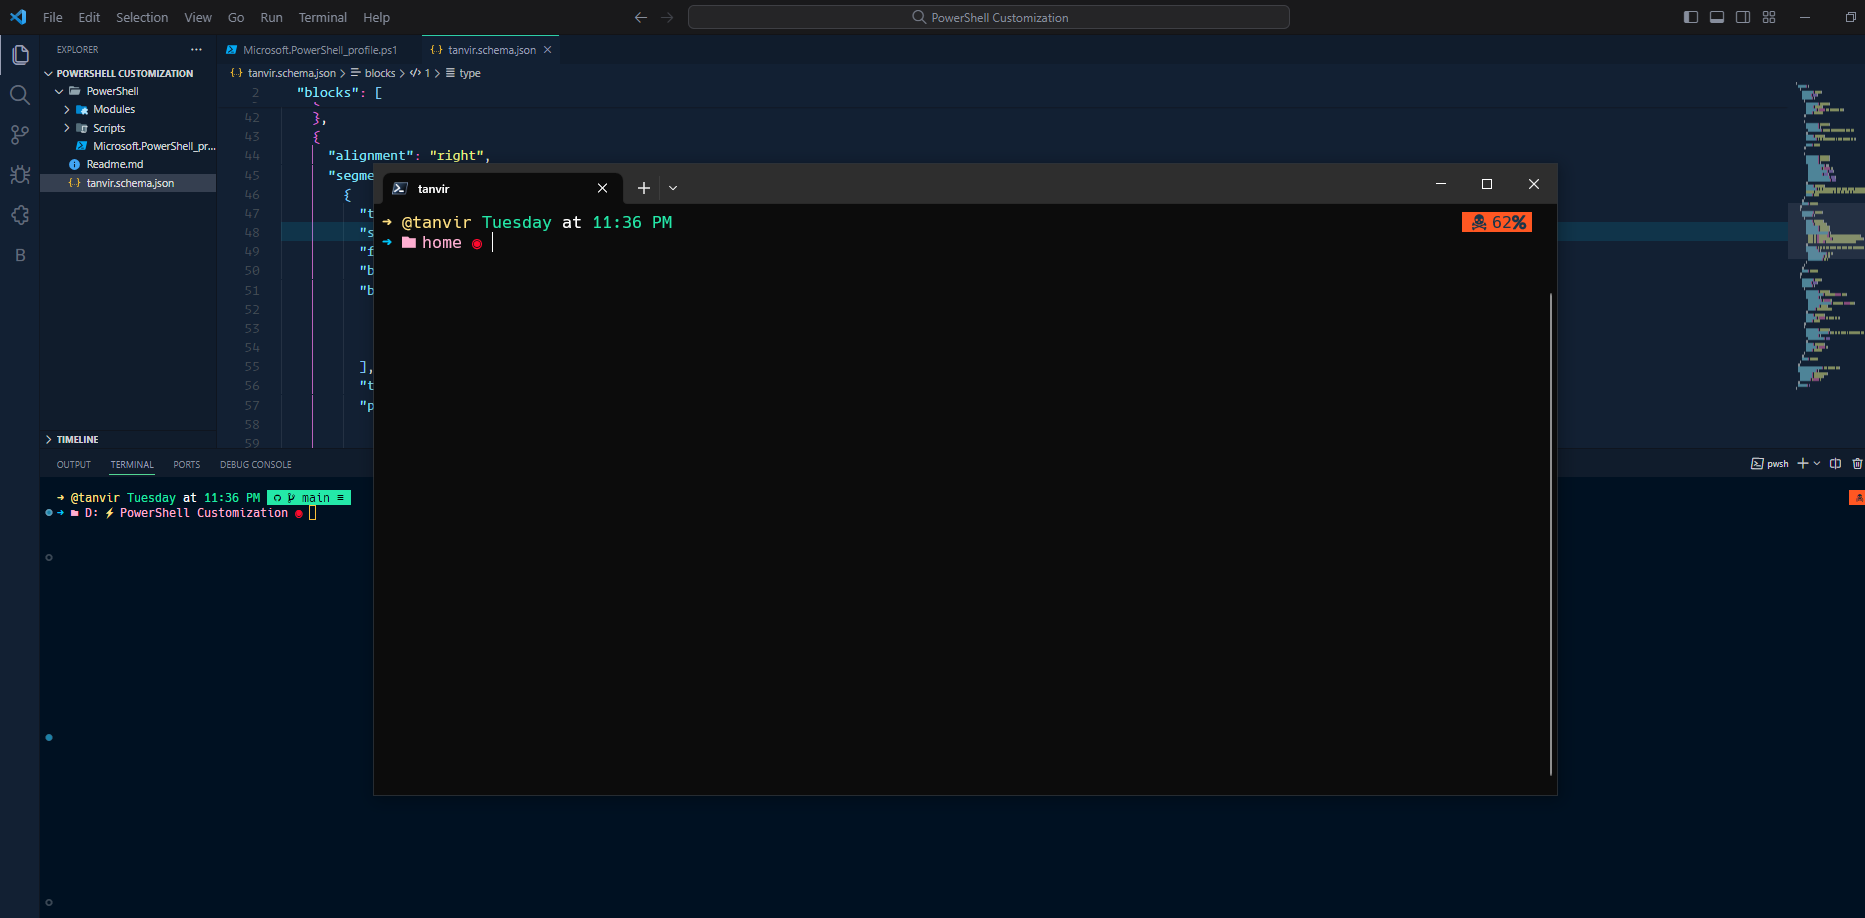 File Edit Selection View Go Run Terminal Help
PowerShell Customization
EXPLORER
POWERSHELL CUSTOMIZATION
PowerShell
Modules
Scripts
Microsoft.PowerShell_pr...
Readme.md
tanvir.schema.json
TIMELINE
B
Microsoft.PowerShell_profile.ps1
tanvir.schema.json
tanvir.schema.json > blocks > 1 > type
2 "blocks": [
42 },
43 {
44 "alignment": "right",
45 "segme
46 {
47 "t
48 "s
49 "f
50 "b
51 "b
52
53
54
55 ],
56 "t
57 "p
58
59
tanvir
@tanvir Tuesday at 11:36 PM
62%
home
OUTPUT TERMINAL PORTS DEBUG CONSOLE
pwsh
@tanvir Tuesday at 11:36 PM main ≡
D: ⚡ PowerShell Customization